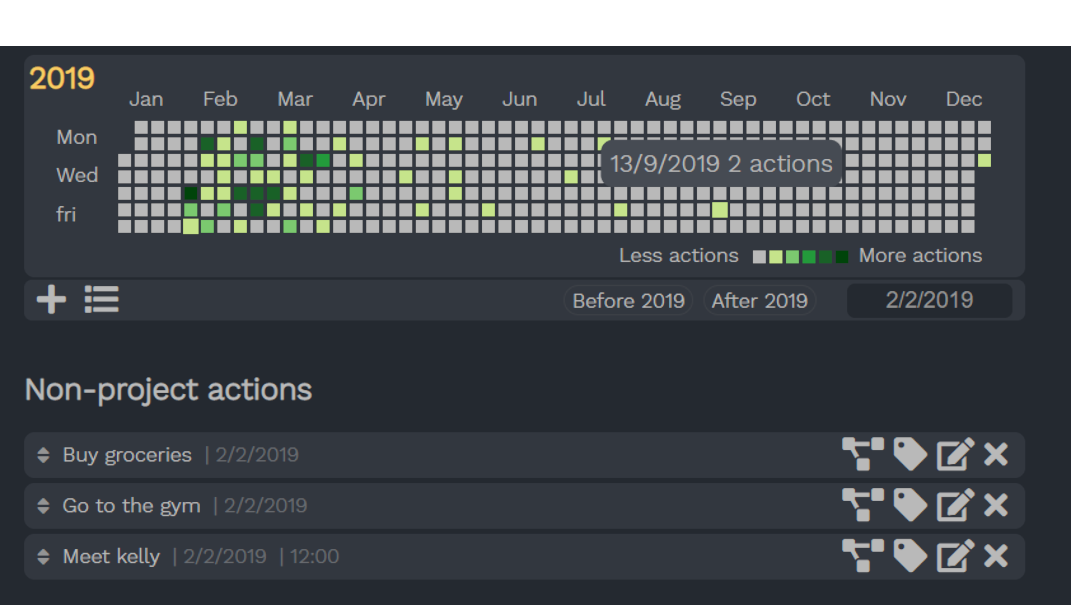 2019
Jan Feb Mar Apr May Jun Jul Aug Sep Oct Nov Dec
Mon
13/9/2019 2 actions
Wed
fri
Less actions More actions
Before 2019 After 2019 2/2/2019
Non-project actions
Buy groceries | 2/2/2019
Go to the gym | 2/2/2019
Meet kelly | 2/2/2019 | 12:00